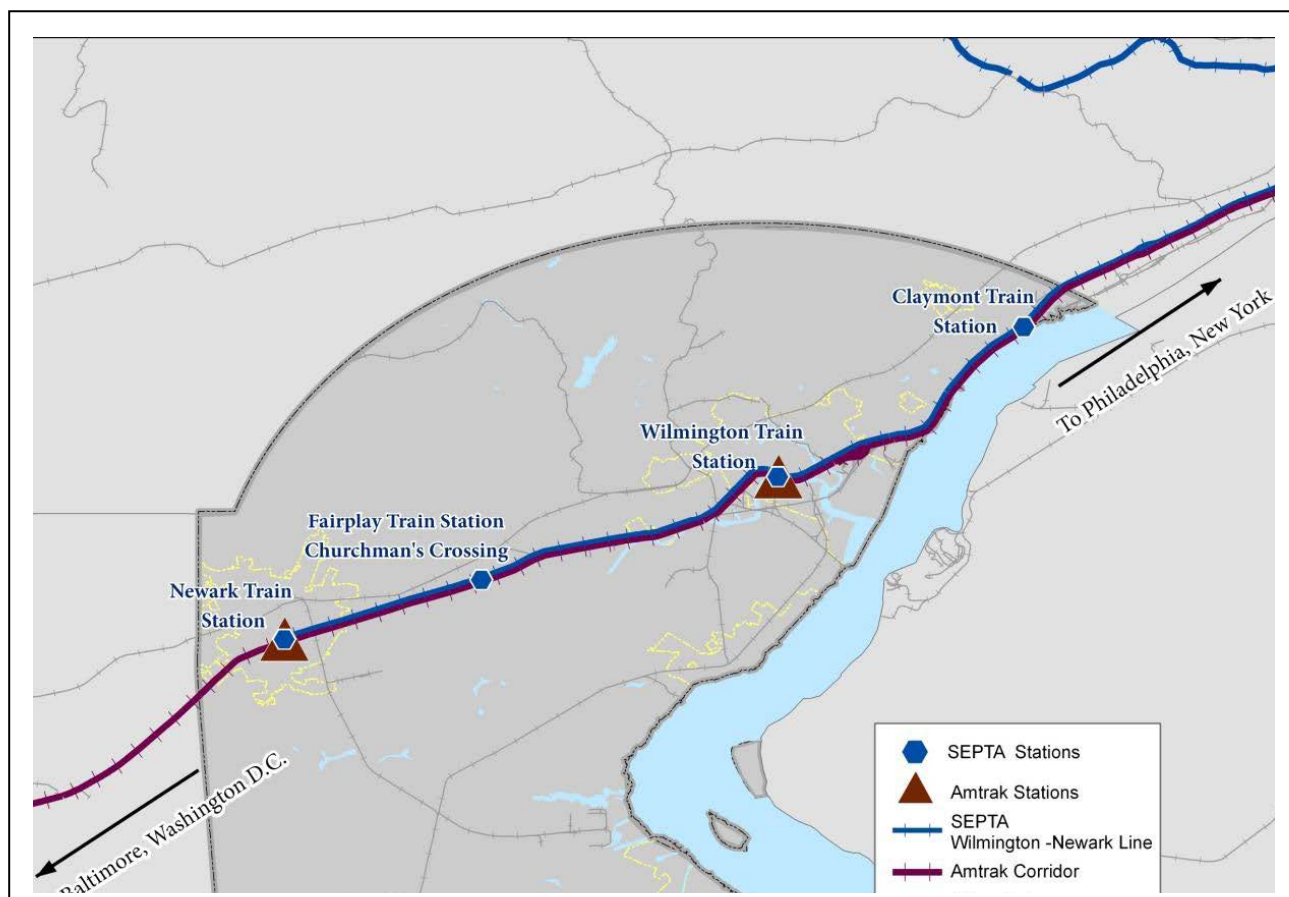 Claymont Train
Station
To Philadelphia, New York
Wilmington Train
Station
Fairplay Train Station
Churchman's Crossing
Newark Train
Station
Baltimore, Washington D.C.
SEPTA Stations
Amtrak Stations
SEPTA
Wilmington -Newark Line
Amtrak Corridor